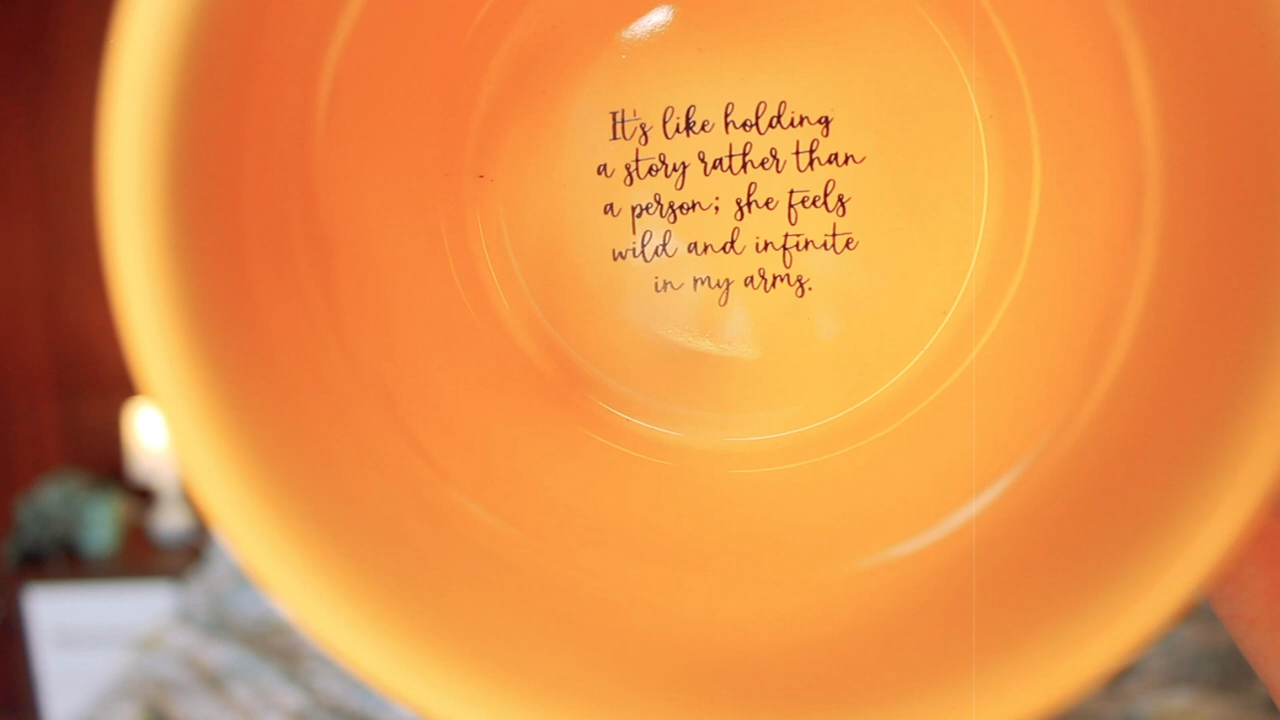 It's like holding
a story rather than
a person; she feels
wild and infinite
in my arms.